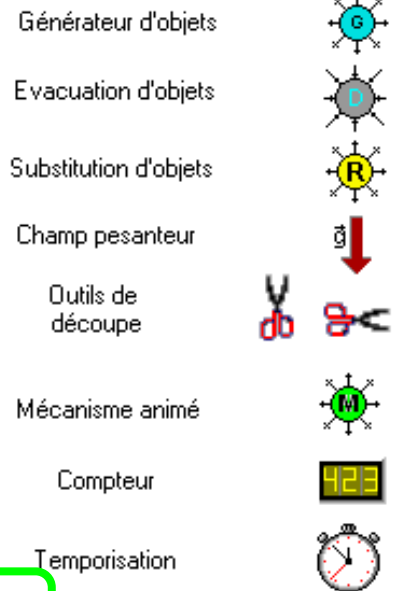 Générateur d'objets G
Evacuation d'objets D
Substitution d'objets R
Champ pesanteur g
Outils de
découpe
Mécanisme animé M
Compteur 423
Temporisation